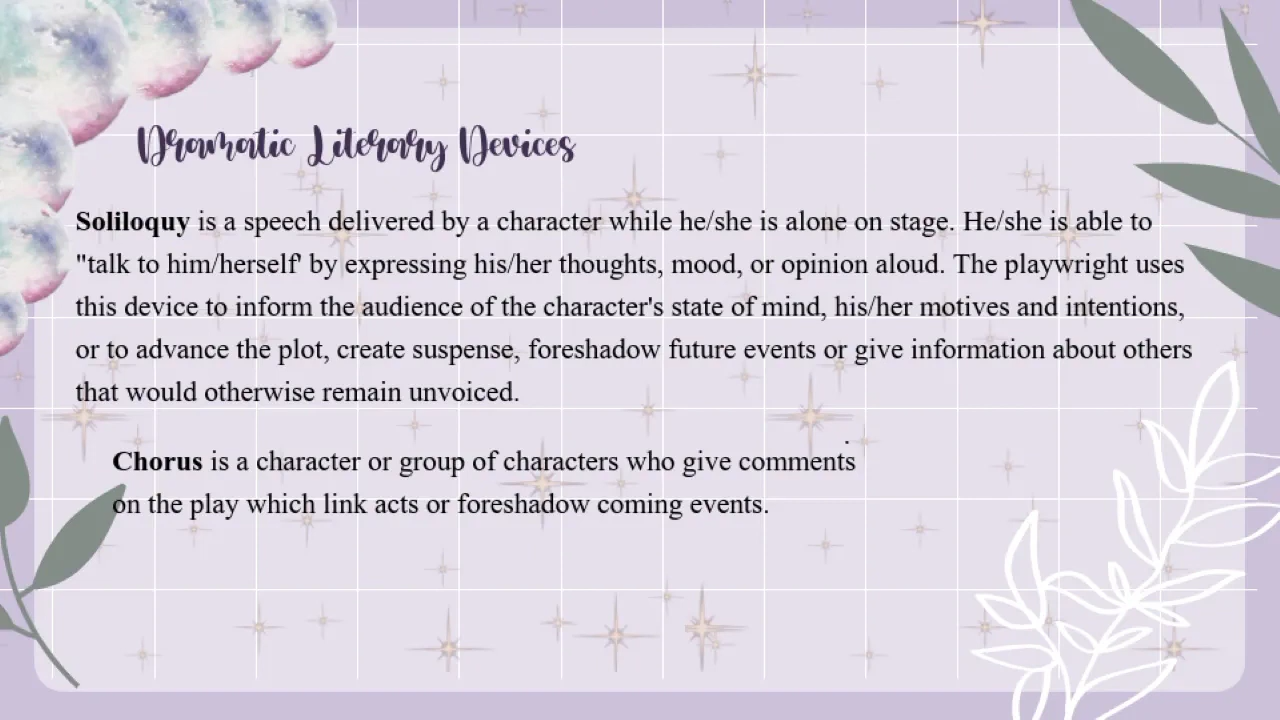 Dramatic Literary Devices
Soliloquy is a speech delivered by a character while he/she is alone on stage. He/she is able to
"talk to him/herself' by expressing his/her thoughts, mood, or opinion aloud. The playwright uses
this device to inform the audience of the character's state of mind, his/her motives and intentions,
or to advance the plot, create suspense, foreshadow future events or give information about others
that would otherwise remain unvoiced.
.
Chorus is a character or group of characters who give comments
on the play which link acts or foreshadow coming events.